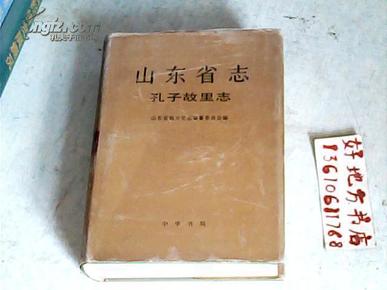 山东省志
孔子故里志
山东省地方史志编纂委员会编
中华书局
好地方书店
13610611768